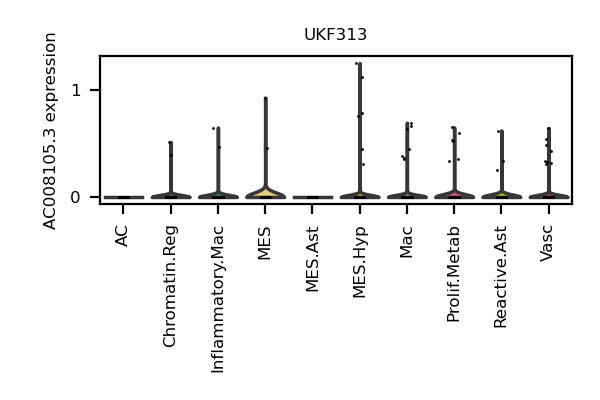 UKF313
AC008105.3 expression
1
0
AC
Chromatin.Reg
Inflammatory.Mac
MES
MES.Ast
MES.Hyp
Mac
Prolif.Metab
Reactive.Ast
Vasc